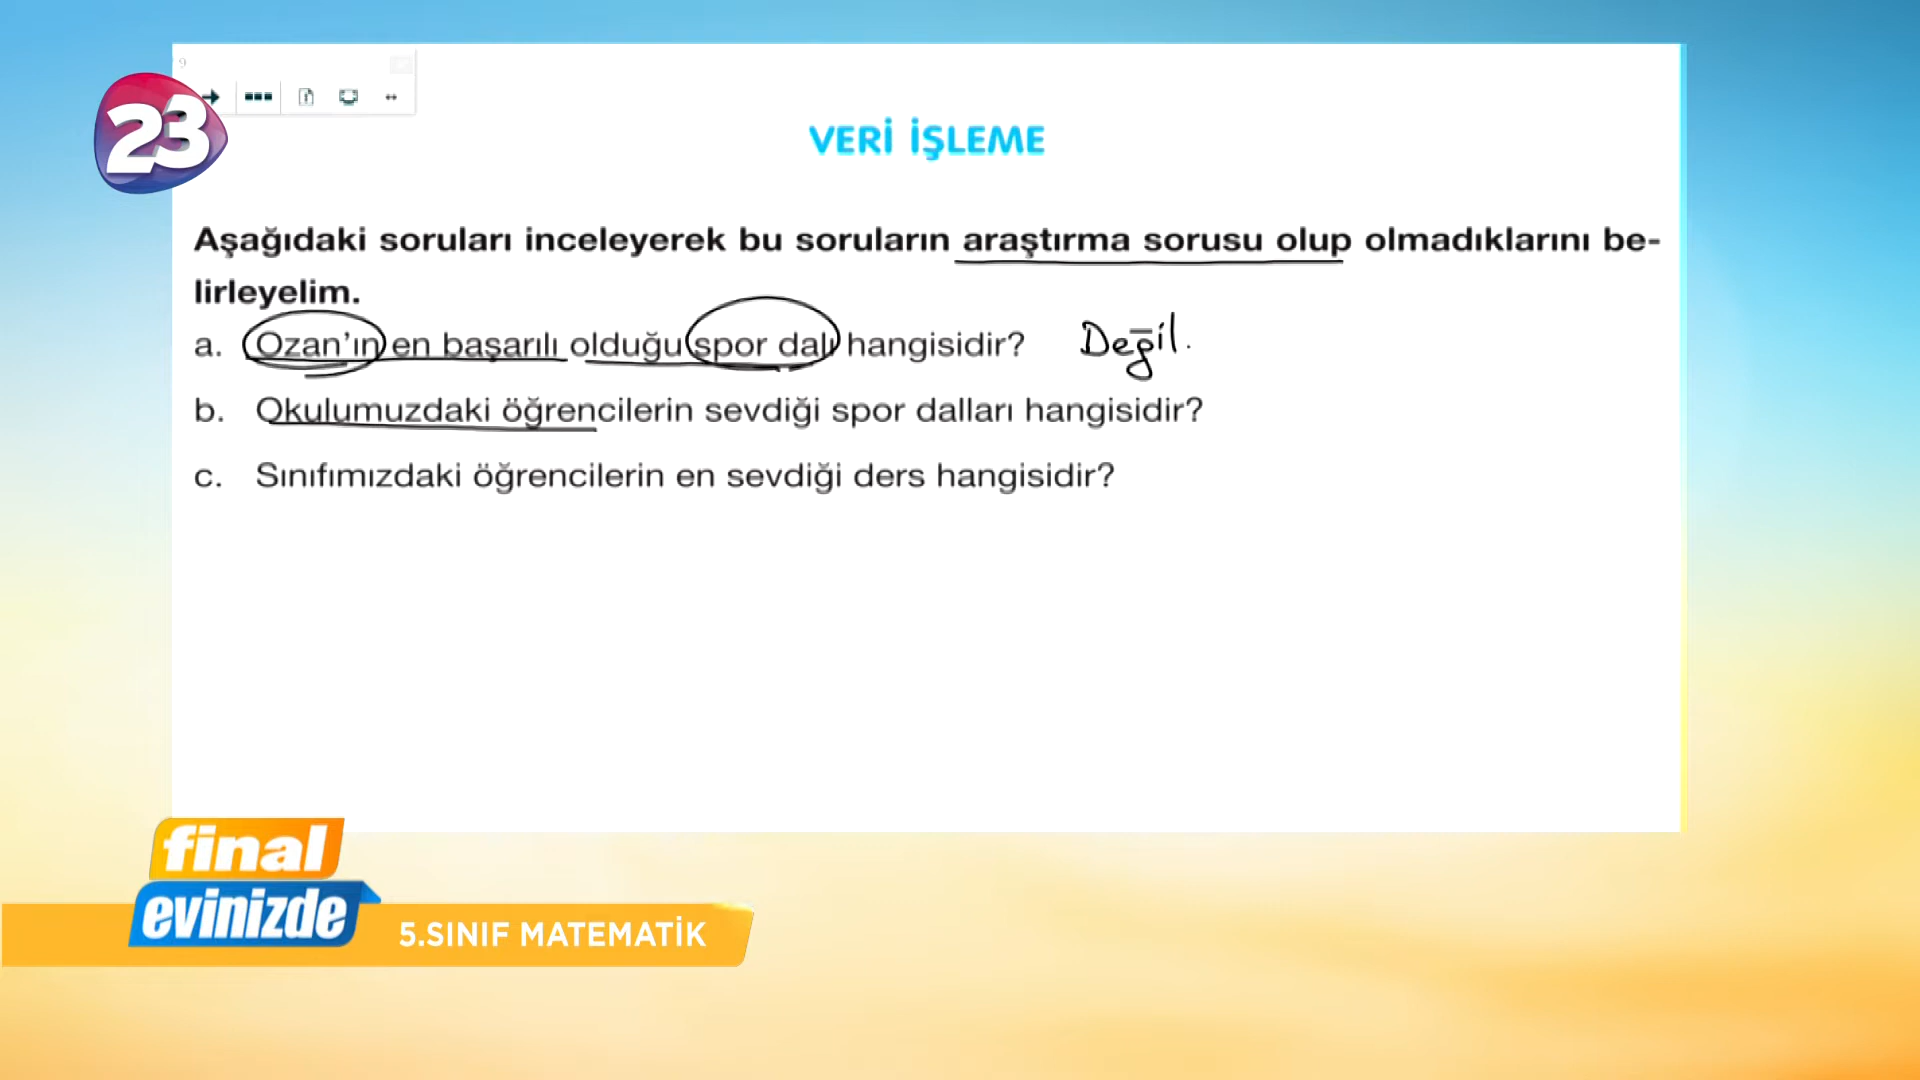 9
23
VERİ İŞLEME
Aşağıdaki soruları inceleyerek bu soruların araştırma sorusu olup olmadıklarını be-
lirleyelim.
a. Ozan'ın en başarılı olduğu spor dalı hangisidir? Değil.
b. Okulumuzdaki öğrencilerin sevdiği spor dalları hangisidir?
c. Sınıfımızdaki öğrencilerin en sevdiği ders hangisidir?
final
evinizde
5.SINIF MATEMATİK